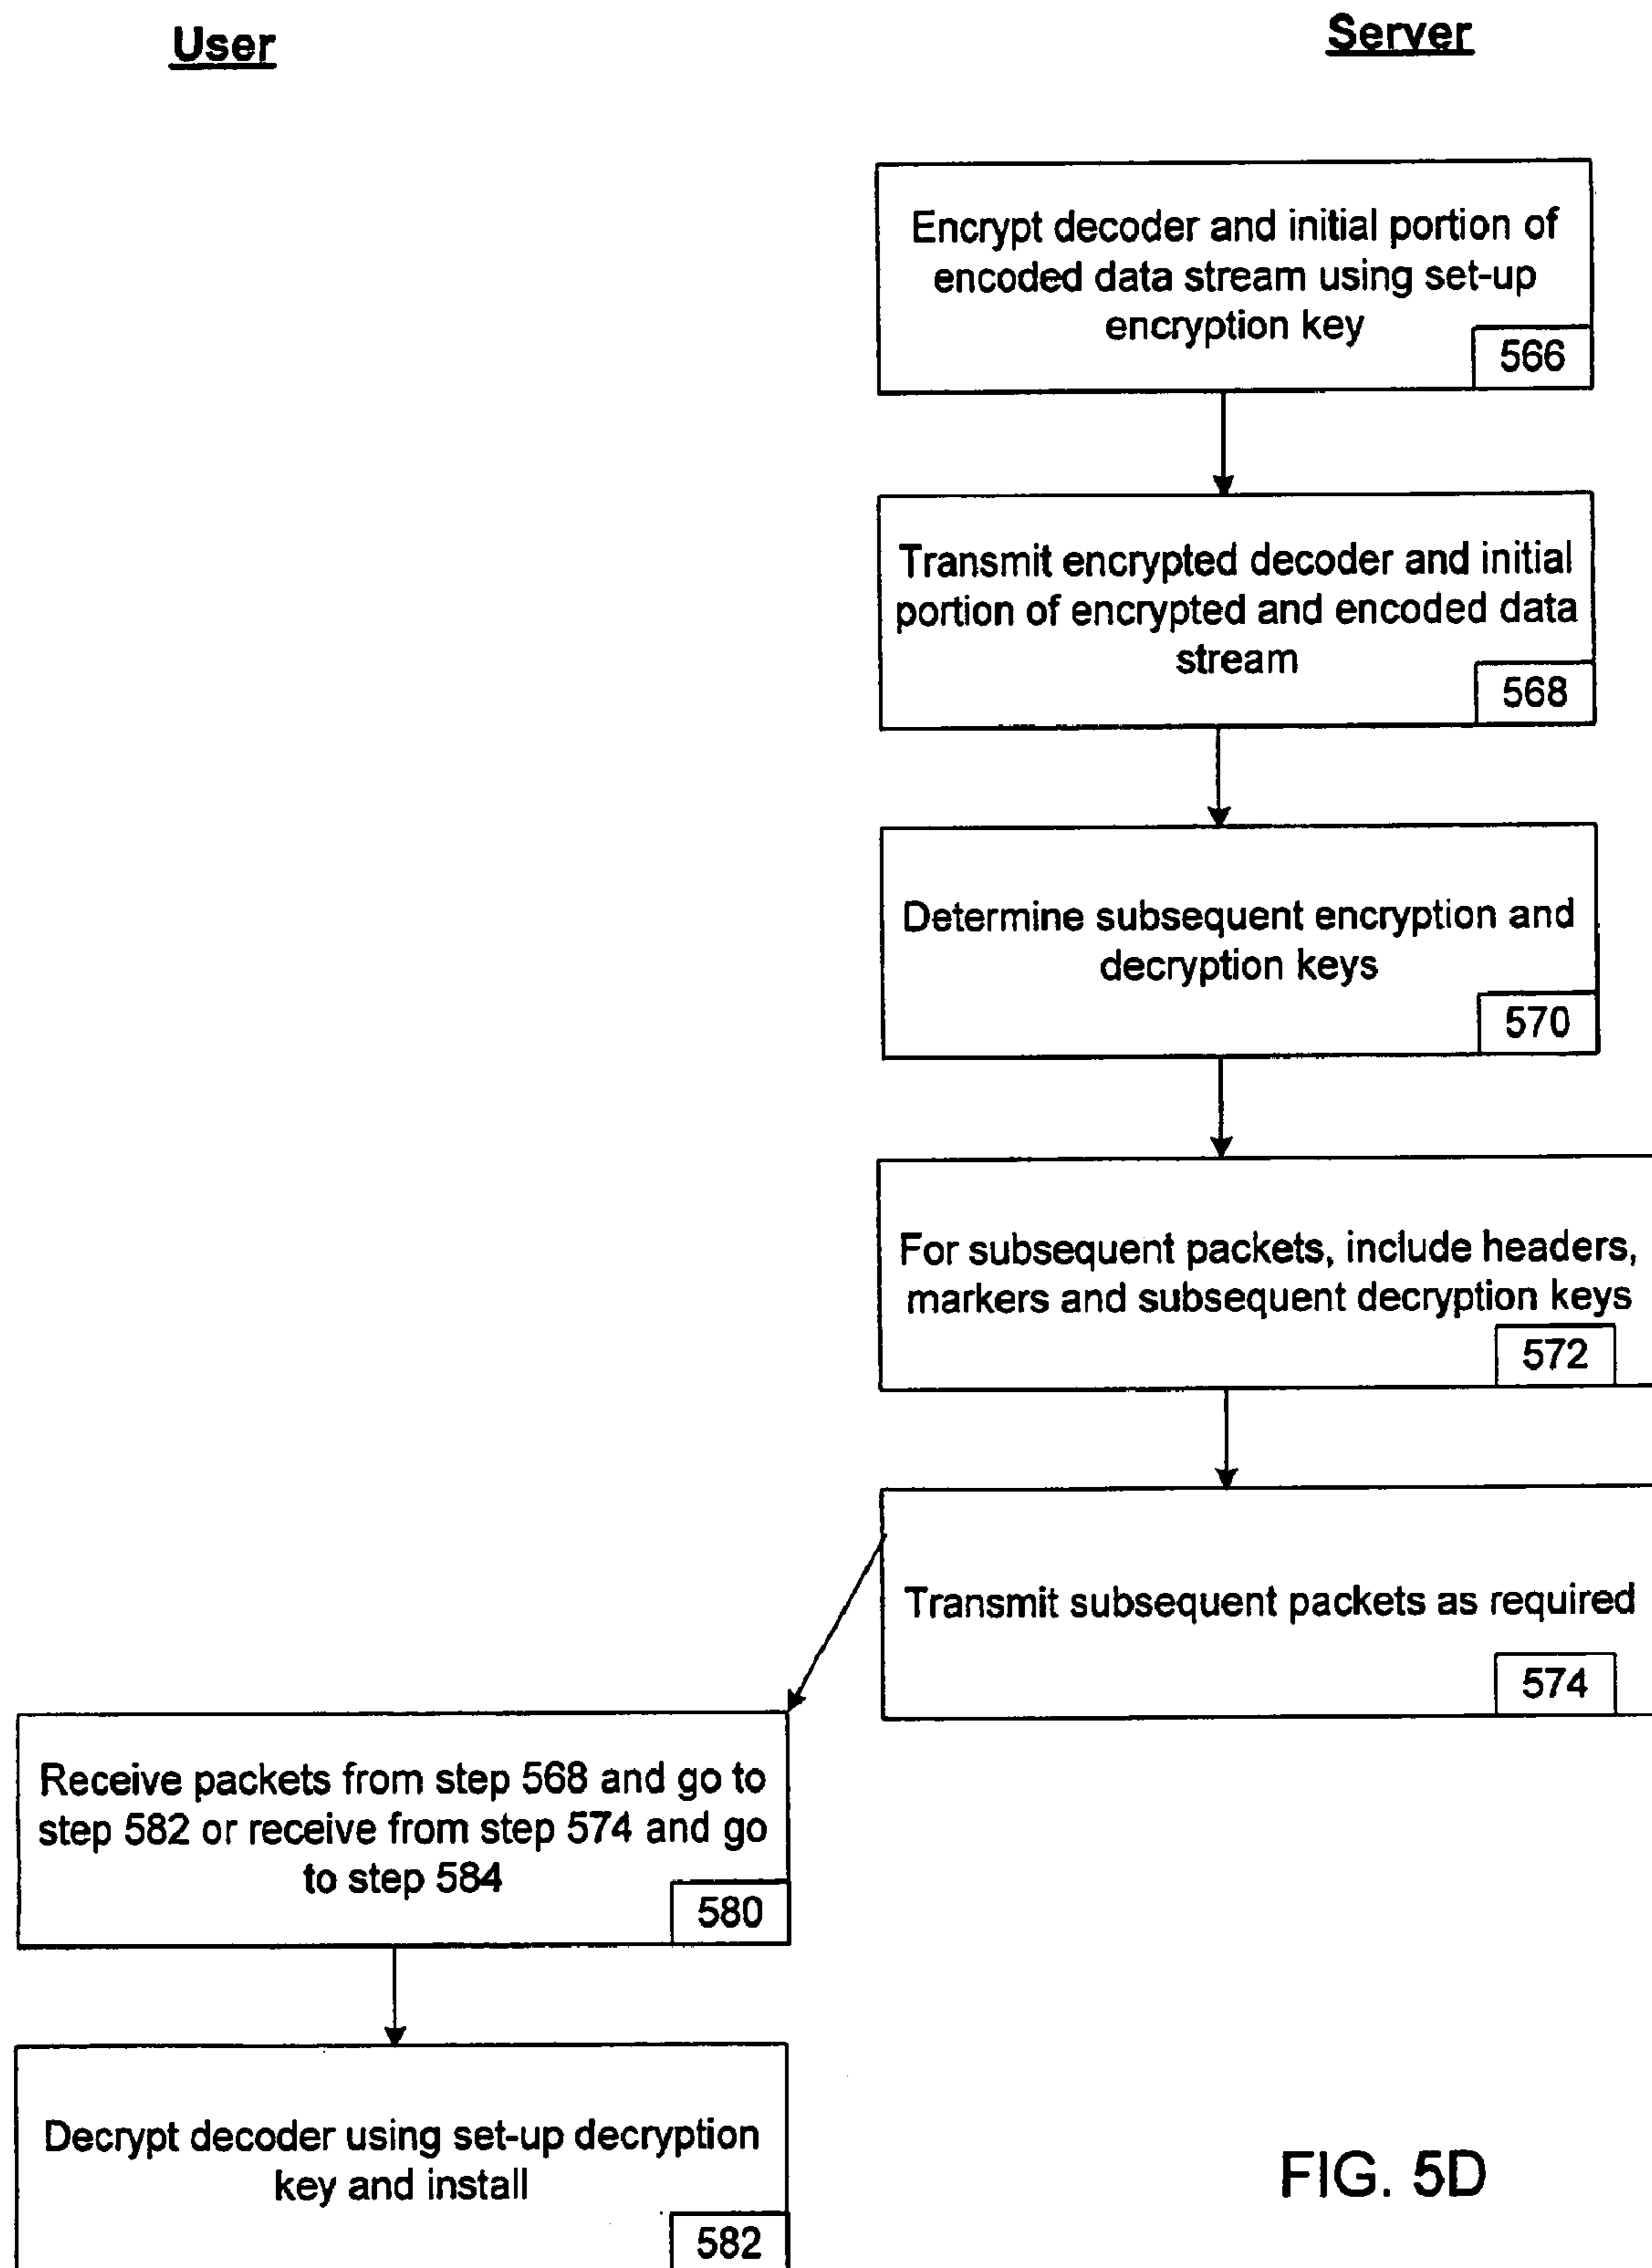 User
Server
Encrypt decoder and initial portion of
encoded data stream using set-up
encryption key
566
Transmit encrypted decoder and initial
portion of encrypted and encoded data
stream
568
Determine subsequent encryption and
decryption keys
570
For subsequent packets, include headers,
markers and subsequent decryption keys
572
Transmit subsequent packets as required
574
Receive packets from step 568 and go to
step 582 or receive from step 574 and go
to step 584
580
Decrypt decoder using set-up decryption
key and install
582
FIG. 5D